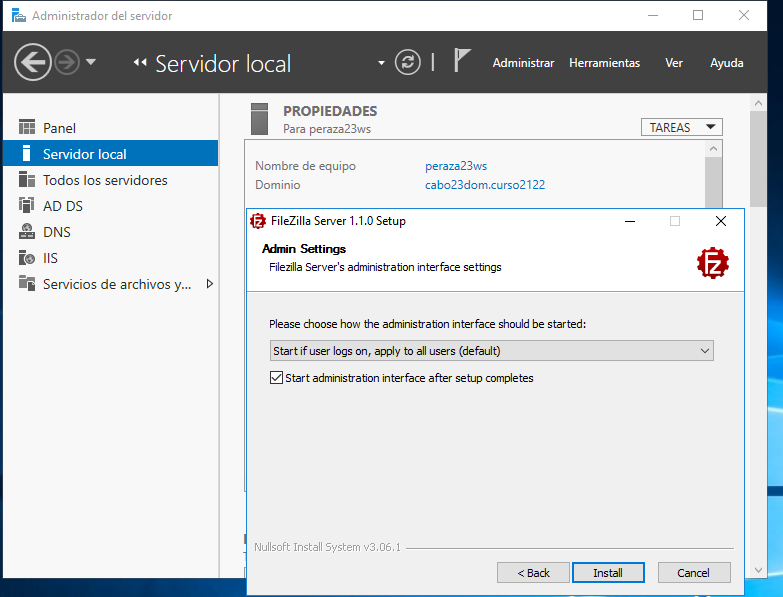 Administrador del servidor
Servidor local
Administrar Herramientas Ver Ayuda
Panel
Servidor local
Todos los servidores
AD DS
DNS
IIS
Servicios de archivos y...
PROPIEDADES
Para peraza23ws
TAREAS
Nombre de equipo peraza23ws
Dominio cabo23dom.curso2122
FileZilla Server 1.1.0 Setup
Admin Settings
Filezilla Server's administration interface settings
Please choose how the administration interface should be started:
Start if user logs on, apply to all users (default)
Start administration interface after setup completes
Nullsoft Install System v3.06.1
< Back Install Cancel